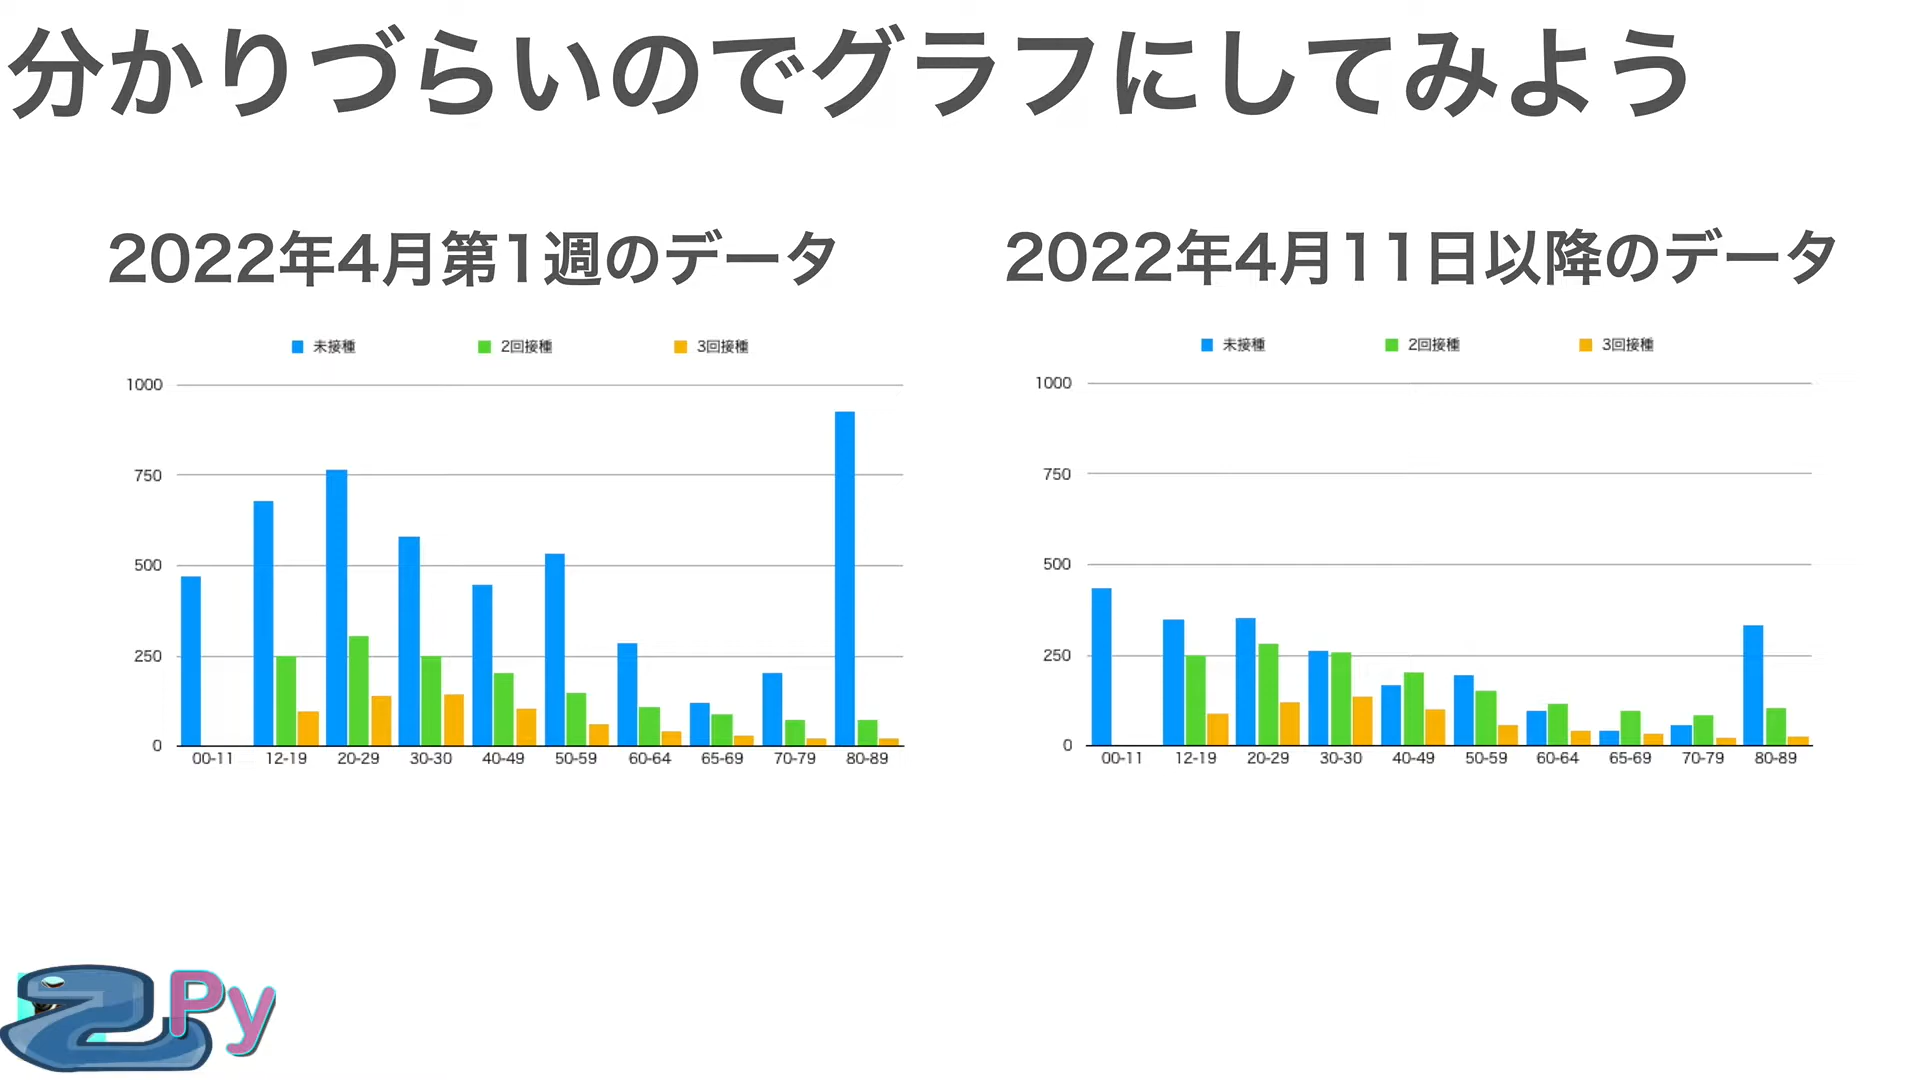 分かりづらいのでグラフにしてみよう
2022年4月第1週のデータ
未接種 2回接種 3回接種
1000
750
500
250
0
00-11 12-19 20-29 30-30 40-49 50-59 60-64 65-69 70-79 80-89
2022年4月11日以降のデータ
未接種 2回接種 3回接種
1000
750
500
250
0
00-11 12-19 20-29 30-30 40-49 50-59 60-64 65-69 70-79 80-89
Py